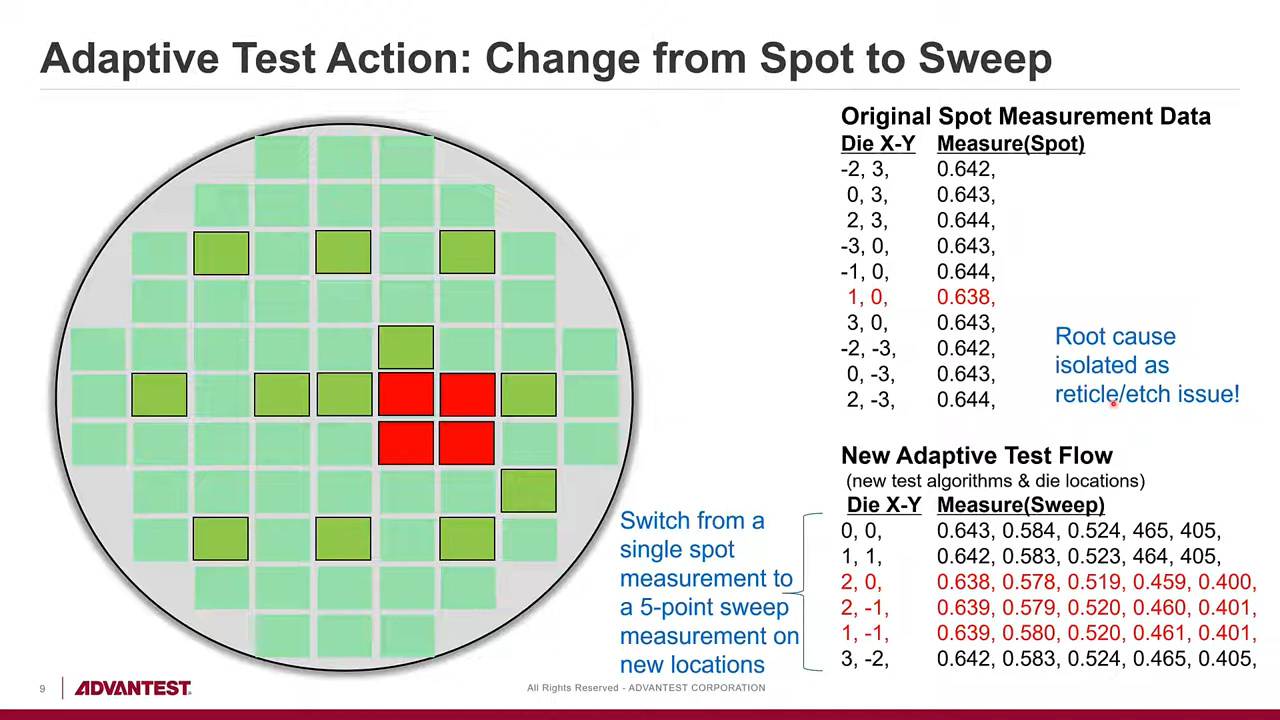 Adaptive Test Action: Change from Spot to Sweep
Original Spot Measurement Data
Die X-Y Measure(Spot)
-2, 3, 0.642,
0, 3, 0.643,
2, 3, 0.644,
-3, 0, 0.643,
-1, 0, 0.644,
1, 0, 0.638,
3, 0, 0.643,
-2, -3, 0.642,
0, -3, 0.643,
2, -3, 0.644,
Root cause
isolated as
reticle/etch issue!
New Adaptive Test Flow
(new test algorithms & die locations)
Die X-Y Measure(Sweep)
0, 0, 0.643, 0.584, 0.524, 465, 405,
1, 1, 0.642, 0.583, 0.523, 464, 405,
2, 0, 0.638, 0.578, 0.519, 0.459, 0.400,
2, -1, 0.639, 0.579, 0.520, 0.460, 0.401,
1, -1, 0.639, 0.580, 0.520, 0.461, 0.401,
3, -2, 0.642, 0.583, 0.524, 0.465, 0.405,
Switch from a
single spot
measurement to
a 5-point sweep
measurement on
new locations
9
ADVANTEST
All Rights Reserved - ADVANTEST CORPORATION